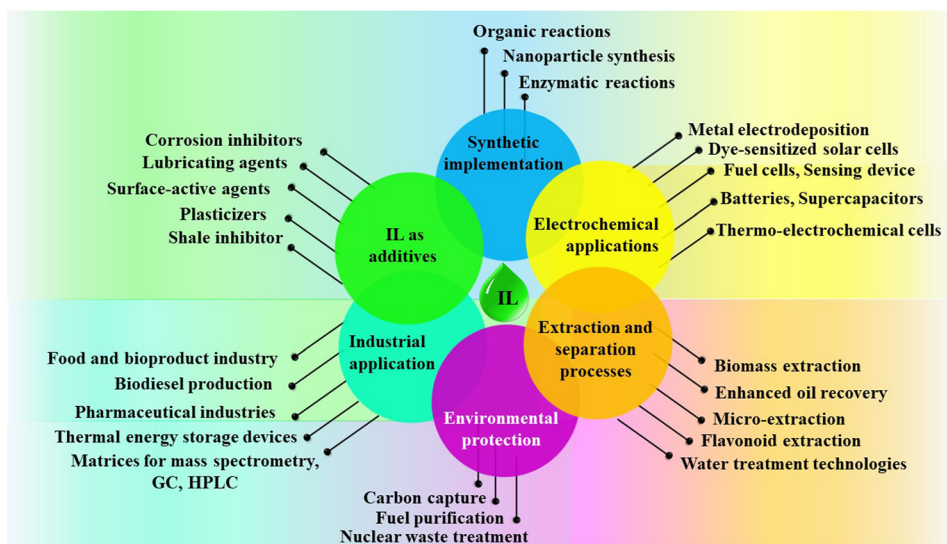 Organic reactions
Nanoparticle synthesis
Enzymatic reactions
Synthetic
implementation
Metal electrodeposition
Dye-sensitized solar cells
Fuel cells, Sensing device
Batteries, Supercapacitors
Thermo-electrochemical cells
Electrochemical
applications
Corrosion inhibitors
Lubricating agents
Surface-active agents
Plasticizers
Shale inhibitor
IL as
additives
IL
Industrial
application
Food and bioproduct industry
Biodiesel production
Pharmaceutical industries
Thermal energy storage devices
Matrices for mass spectrometry,
GC, HPLC
Extraction and
separation
processes
Biomass extraction
Enhanced oil recovery
Micro-extraction
Flavonoid extraction
Water treatment technologies
Environmental
protection
Carbon capture
Fuel purification
Nuclear waste treatment